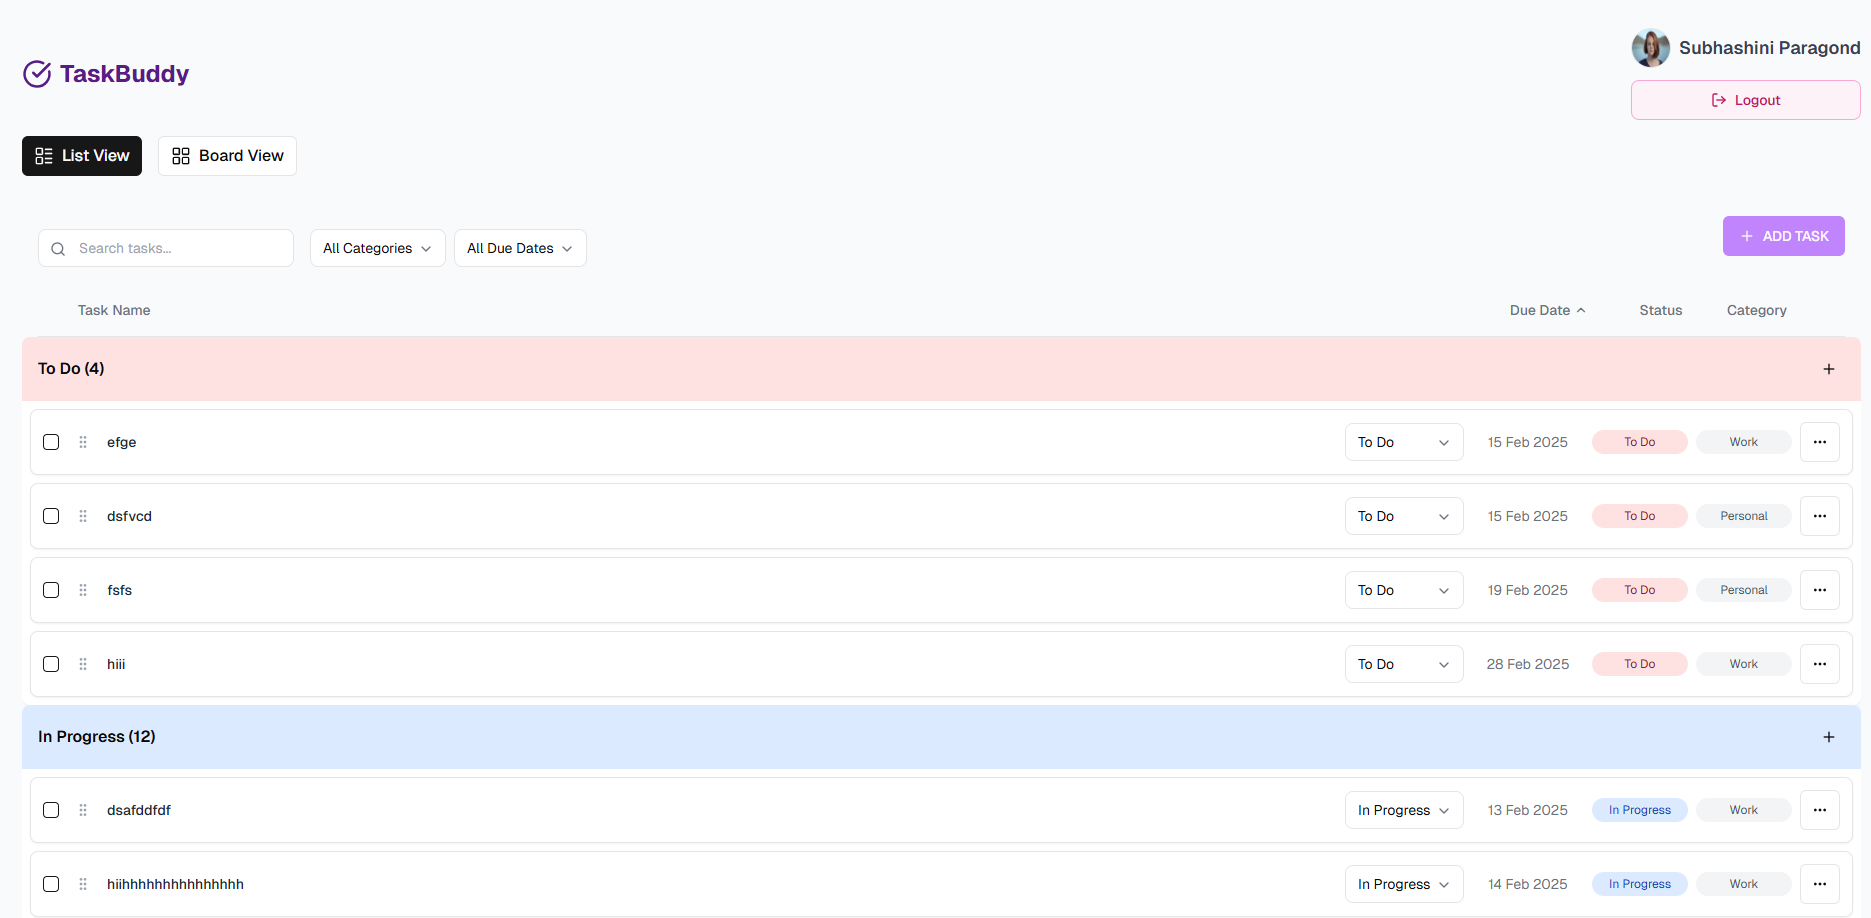 TaskBuddy
Subhashini Paragond
Logout
List View
Board View
Search tasks...
All Categories
All Due Dates
ADD TASK
Task Name Due Date Status Category
To Do (4)
efge To Do 15 Feb 2025 To Do Work
dsfvcd To Do 15 Feb 2025 To Do Personal
fsfs To Do 19 Feb 2025 To Do Personal
hiii To Do 28 Feb 2025 To Do Work
In Progress (12)
dsafddfdf In Progress 13 Feb 2025 In Progress Work
hiihhhhhhhhhhhhhhh In Progress 14 Feb 2025 In Progress Work